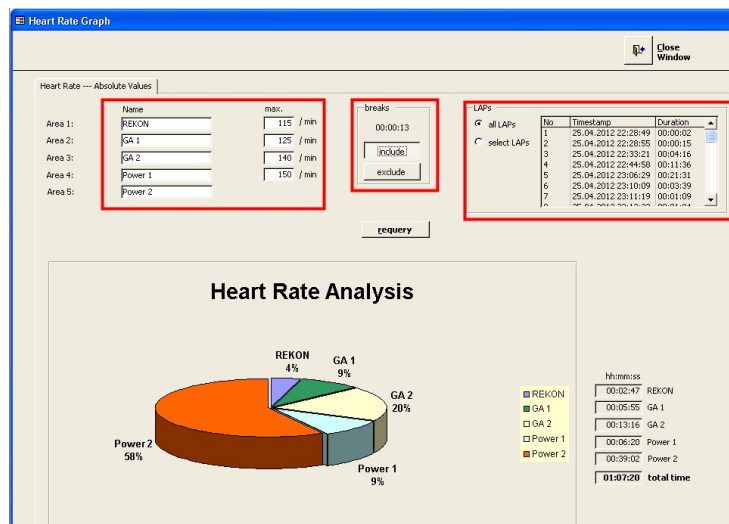 Heart Rate Graph
Close
Window
Heart Rate --- Absolute Values
Name max.
Area 1: REKON 115 / min
Area 2: GA 1 125 / min
Area 3: GA 2 140 / min
Area 4: Power 1 150 / min
Area 5: Power 2
breaks
00:00:13
include
exclude
LAPs
all LAPs
select LAPs
No Timestamp Duration
1 25.04.2012 22:28:49 00:00:02
2 25.04.2012 22:28:55 00:00:15
3 25.04.2012 22:33:21 00:04:16
4 25.04.2012 22:44:58 00:11:36
5 25.04.2012 23:06:29 00:21:31
6 25.04.2012 23:10:09 00:03:39
7 25.04.2012 23:11:19 00:01:09
requery
Heart Rate Analysis
REKON
4%
GA 1
9%
GA 2
20%
Power 1
9%
Power 2
58%
REKON
GA 1
GA 2
Power 1
Power 2
hh:mm:ss
00:02:47 REKON
00:05:55 GA 1
00:13:16 GA 2
00:06:20 Power 1
00:39:02 Power 2
01:07:20 total time